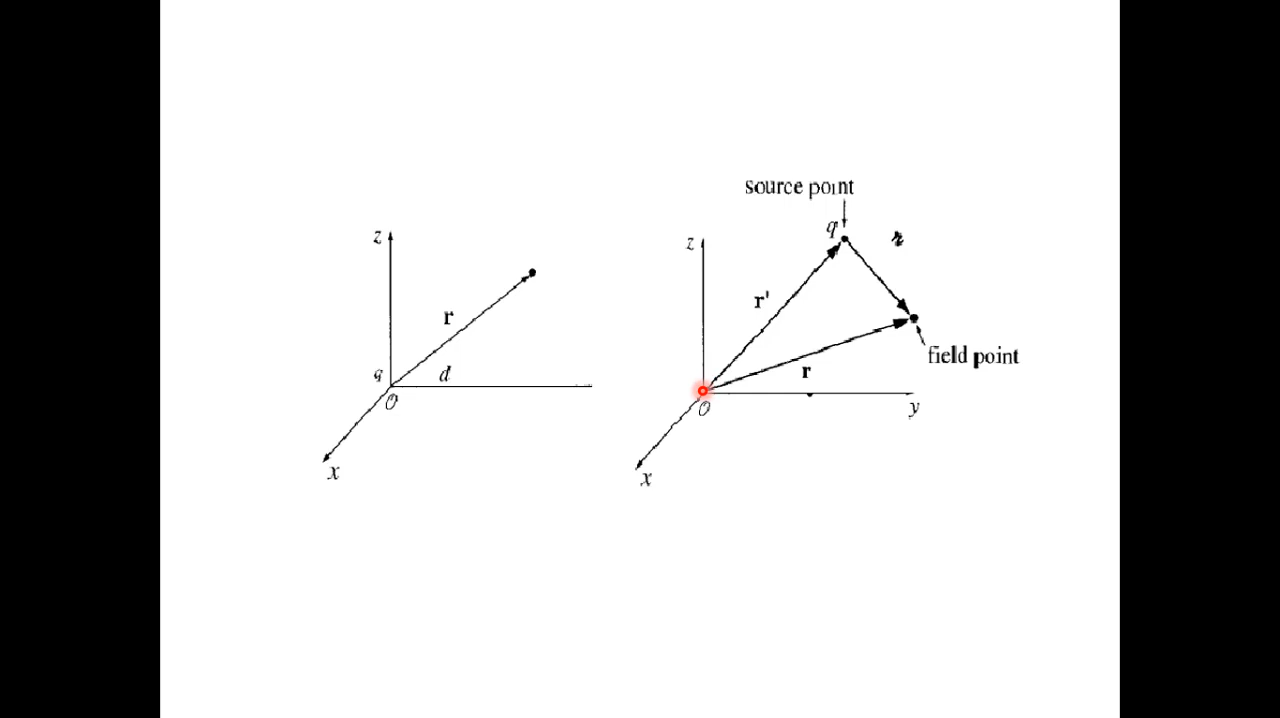 z
r
q
d
O
x
source point
q
𝓇
z
r'
field point
r
O
y
x